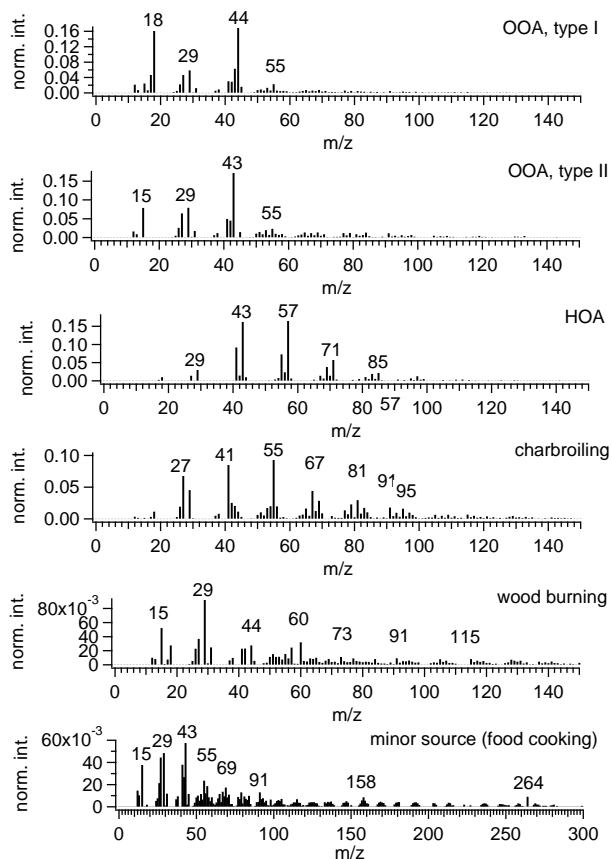 OOA, type I
norm. int.
0.16
0.12
0.08
0.04
0.00
18
29
44
55
0 20 40 60 80 100 120 140
m/z
OOA, type II
norm. int.
0.15
0.10
0.05
0.00
15
29
43
55
0 20 40 60 80 100 120 140
m/z
HOA
norm. int.
0.15
0.10
0.05
0.00
29
43
57
71
85
57
0 20 40 60 80 100 120 140
m/z
charbroiling
norm. int.
0.10
0.05
0.00
27
41
55
67
81
91
95
0 20 40 60 80 100 120 140
m/z
wood burning
norm. int.
80x10-3
60
40
20
0
15
29
44
60
73
91
115
0 20 40 60 80 100 120 140
m/z
minor source (food cooking)
norm. int.
60x10-3
40
20
0
15
29
43
55
69
91
158
264
0 50 100 150 200 250 300
m/z